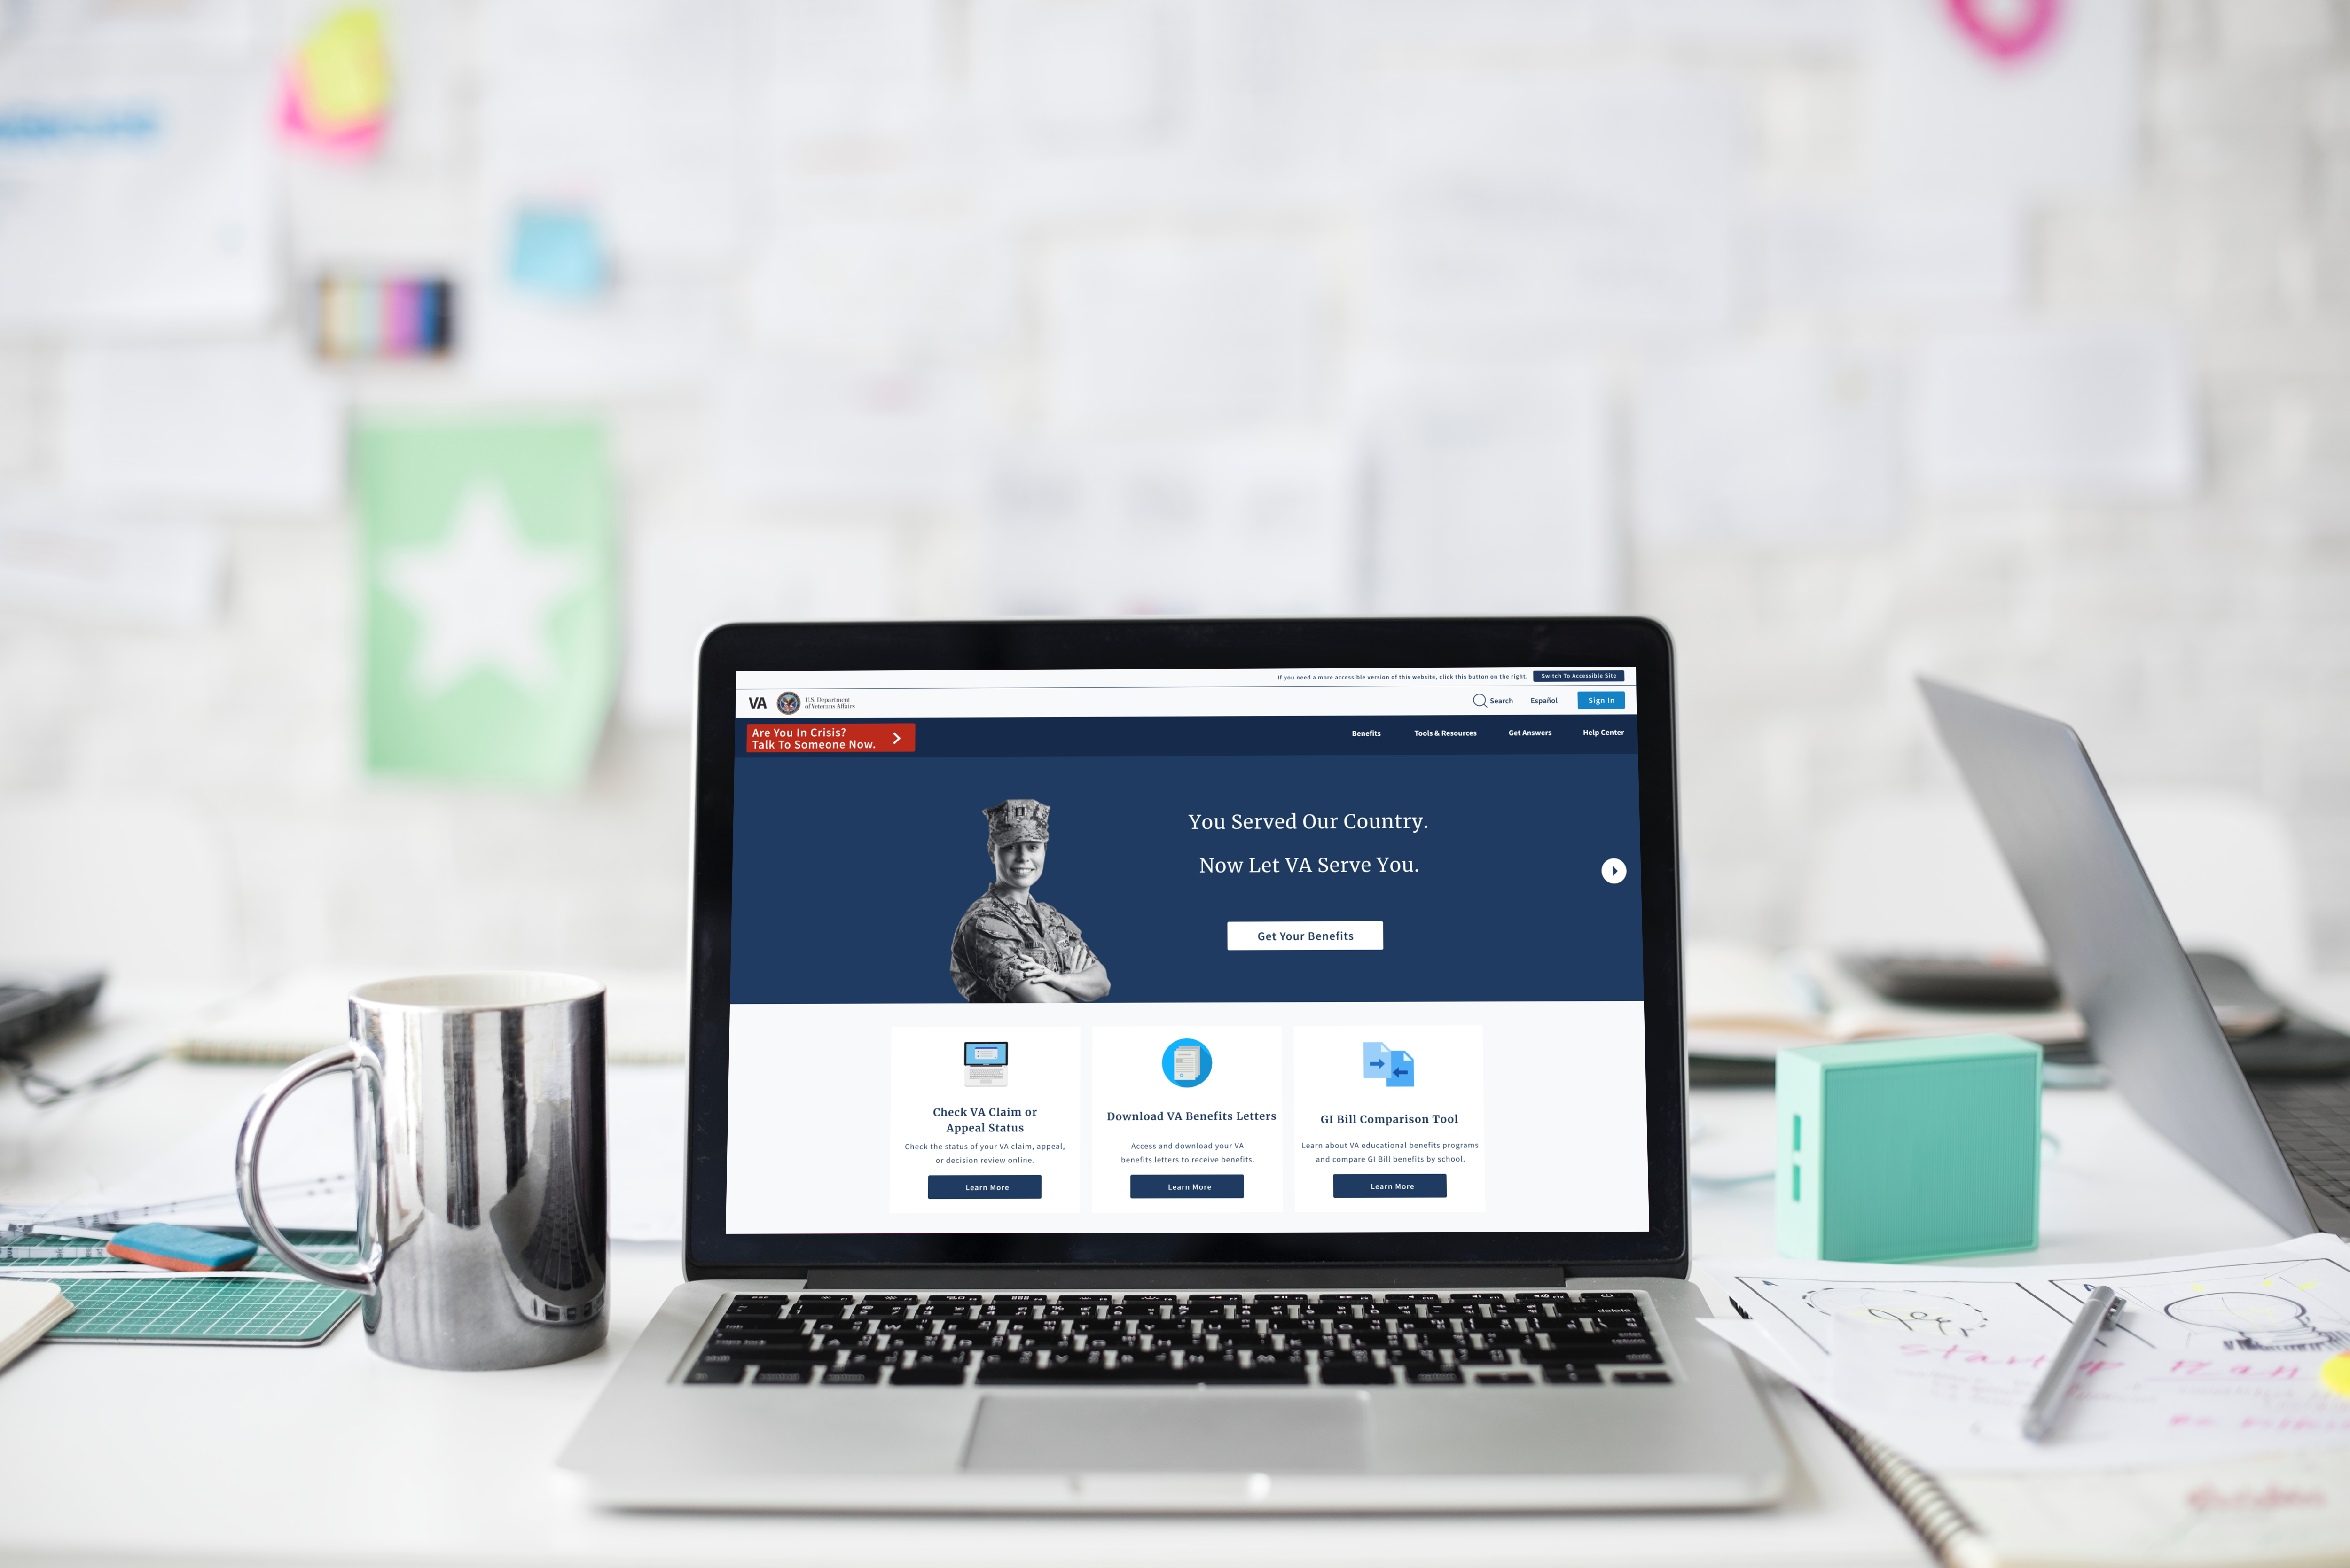 If you need a more accessible version of this website, click this button on the right.
Switch To Accessible Site
VA
U.S. Department
of Veterans Affairs
Search
Español
Sign In
Are You In Crisis?
Talk To Someone Now.
Benefits
Tools & Resources
Get Answers
Help Center
You Served Our Country.
Now Let VA Serve You.
Get Your Benefits
Check VA Claim or
Appeal Status
Check the status of your VA claim, appeal,
or decision review online.
Learn More
Download VA Benefits Letters
Access and download your VA
benefits letters to receive benefits.
Learn More
GI Bill Comparison Tool
Learn about VA educational benefits programs
and compare GI Bill benefits by school.
Learn More
delete